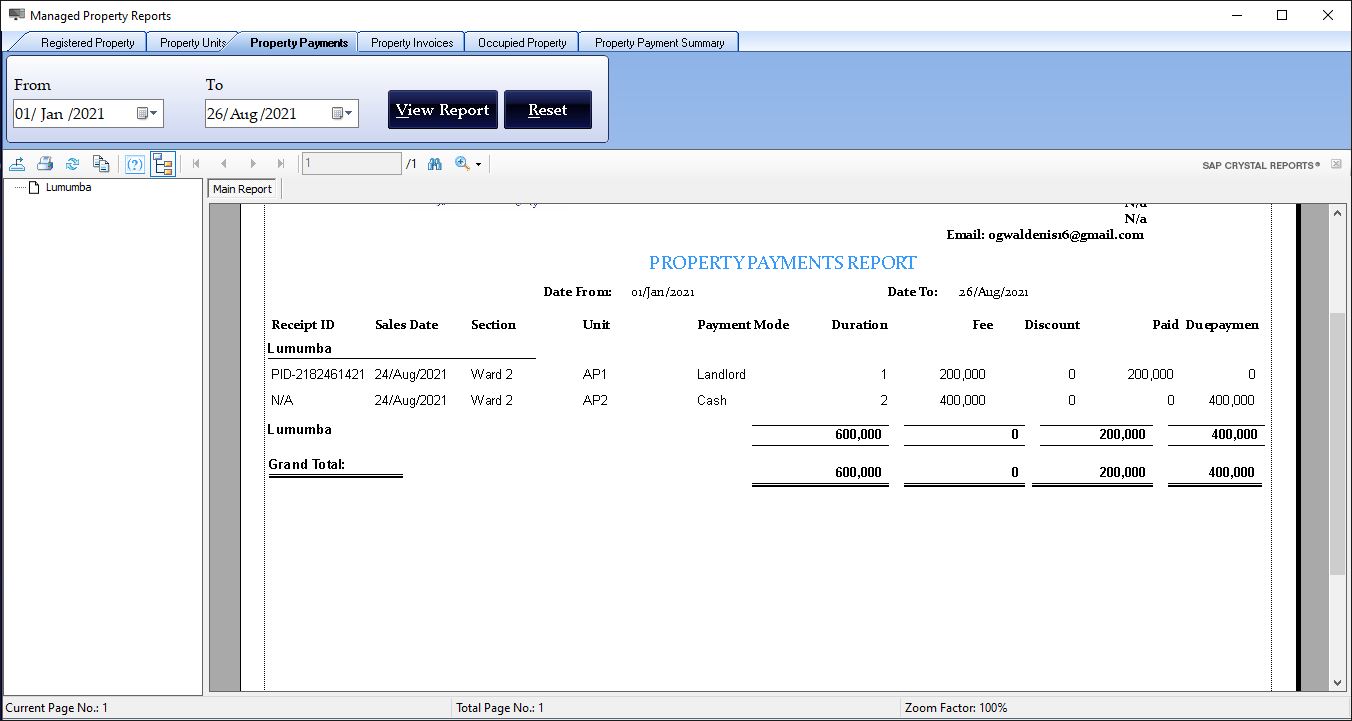 Managed Property Reports
Registered Property Property Units Property Payments Property Invoices Occupied Property Property Payment Summary
From To
01/ Jan /2021 26/Aug /2021 View Report Reset
(?) 1 /1 SAP CRYSTAL REPORTS®
Lumumba Main Report
N/a
N/a
Email: ogwaldenis16@gmail.com
PROPERTY PAYMENTS REPORT
Date From: 01/Jan/2021 Date To: 26/Aug/2021
Receipt ID Sales Date Section Unit Payment Mode Duration Fee Discount Paid Duepaymen
Lumumba
PID-2182461421 24/Aug/2021 Ward 2 AP1 Landlord 1 200,000 0 200,000 0
N/A 24/Aug/2021 Ward 2 AP2 Cash 2 400,000 0 0 400,000
Lumumba 600,000 0 200,000 400,000
Grand Total: 600,000 0 200,000 400,000
Current Page No.: 1 Total Page No.: 1 Zoom Factor: 100%